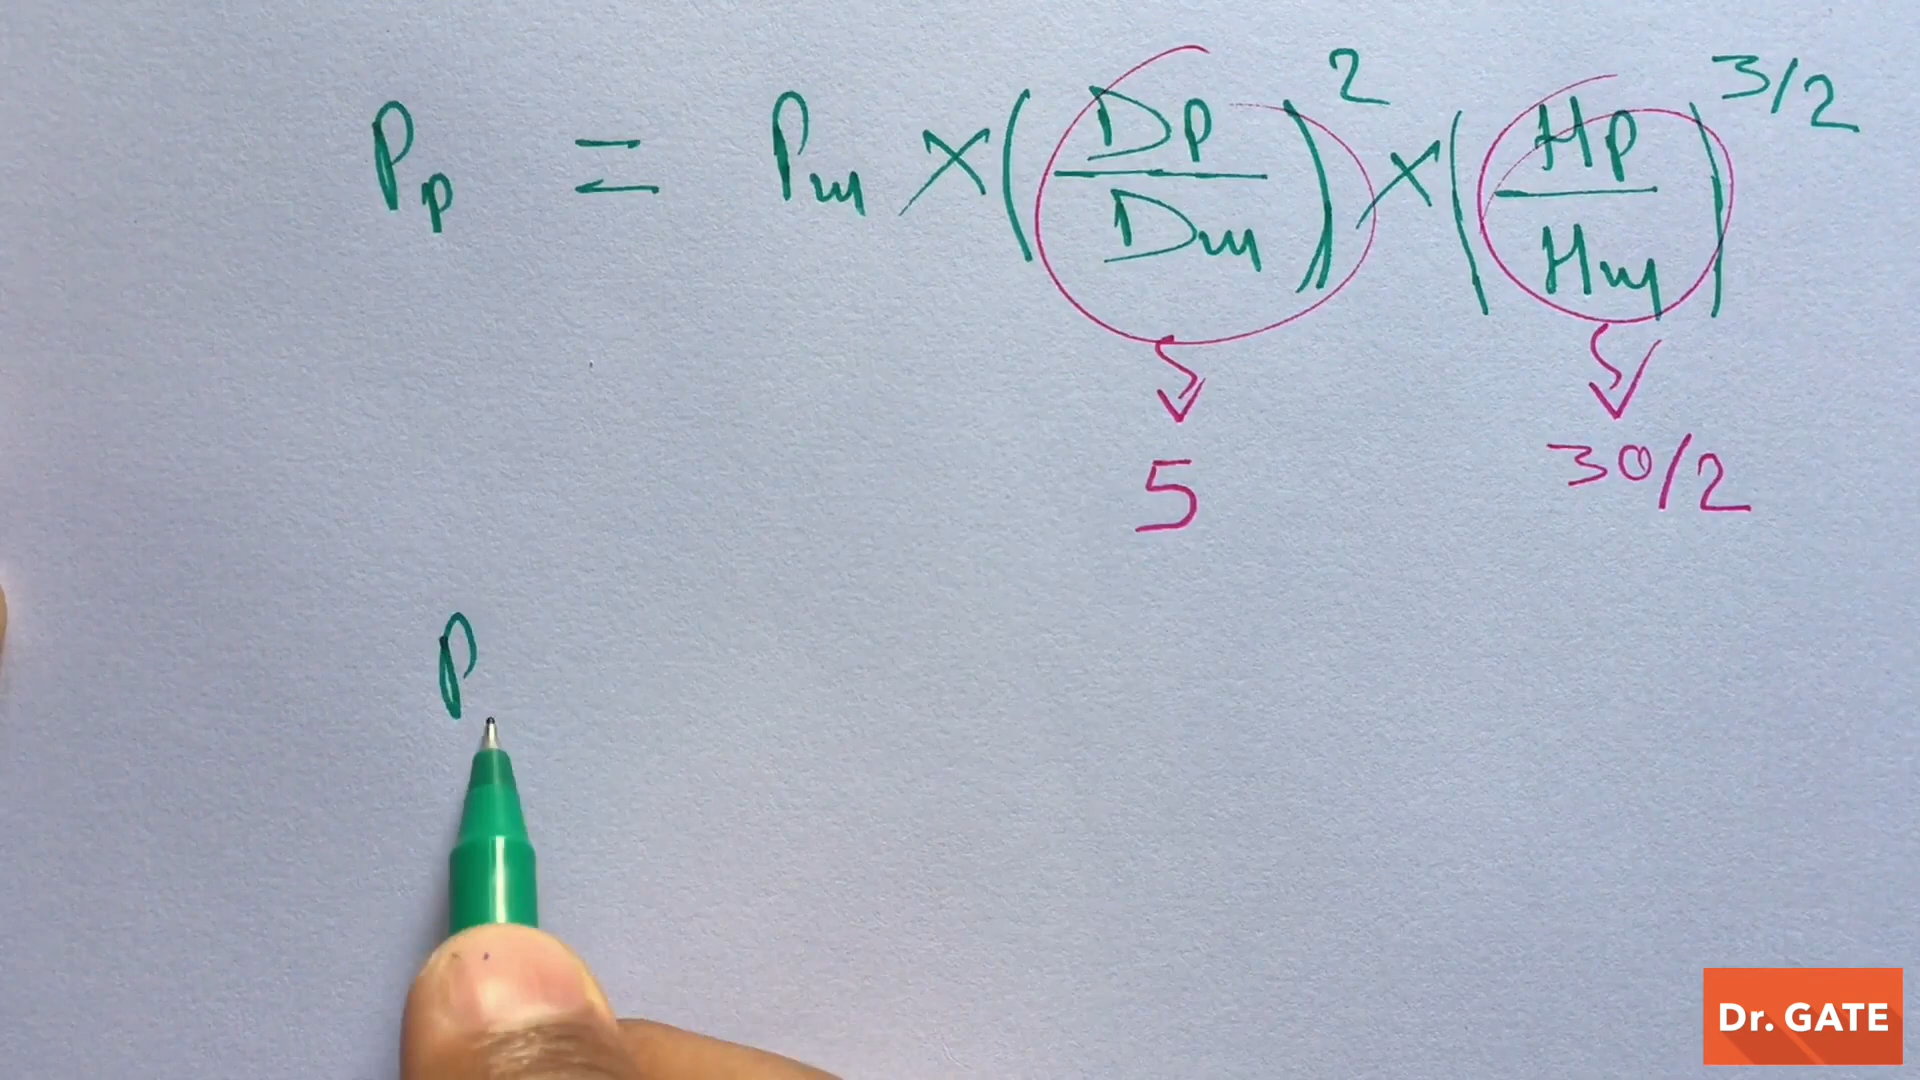 Pp = Pm × (Dp/Dm)² × (Hp/Hm)^3/2
5 30/2
P
Dr. GATE